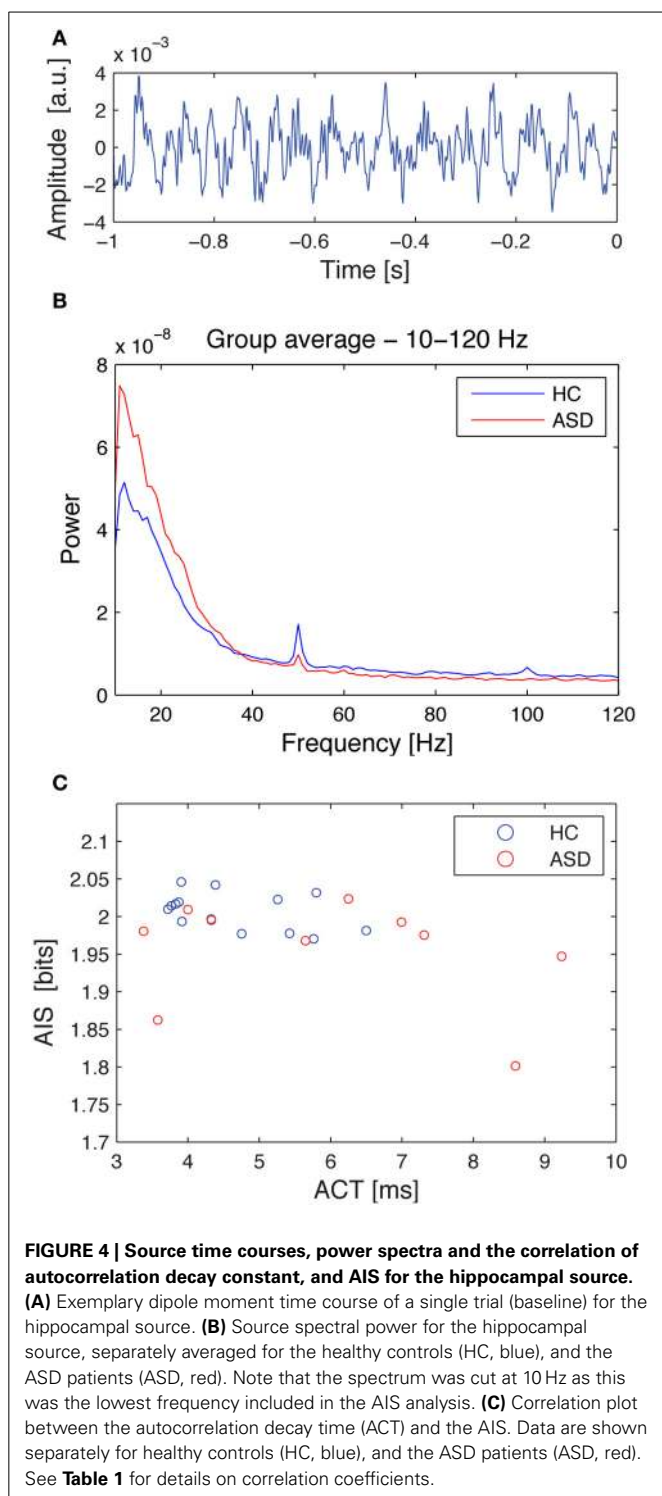 A
x 10⁻³
Amplitude [a.u.]
4
2
0
−2
−4
−1
−0.8
−0.6
−0.4
−0.2
0
Time [s]
B
x 10⁻⁸
Group average − 10−120 Hz
HC
ASD
Power
8
6
4
2
0
20
40
60
80
100
120
Frequency [Hz]
C
HC
ASD
AIS [bits]
2.1
2.05
2
1.95
1.9
1.85
1.8
1.75
1.7
3
4
5
6
7
8
9
10
ACT [ms]
FIGURE 4 | Source time courses, power spectra and the correlation of
autocorrelation decay constant, and AIS for the hippocampal source.
(A) Exemplary dipole moment time course of a single trial (baseline) for the
hippocampal source. (B) Source spectral power for the hippocampal
source, separately averaged for the healthy controls (HC, blue), and the
ASD patients (ASD, red). Note that the spectrum was cut at 10 Hz as this
was the lowest frequency included in the AIS analysis. (C) Correlation plot
between the autocorrelation decay time (ACT) and the AIS. Data are shown
separately for healthy controls (HC, blue), and the ASD patients (ASD, red).
See Table 1 for details on correlation coefficients.